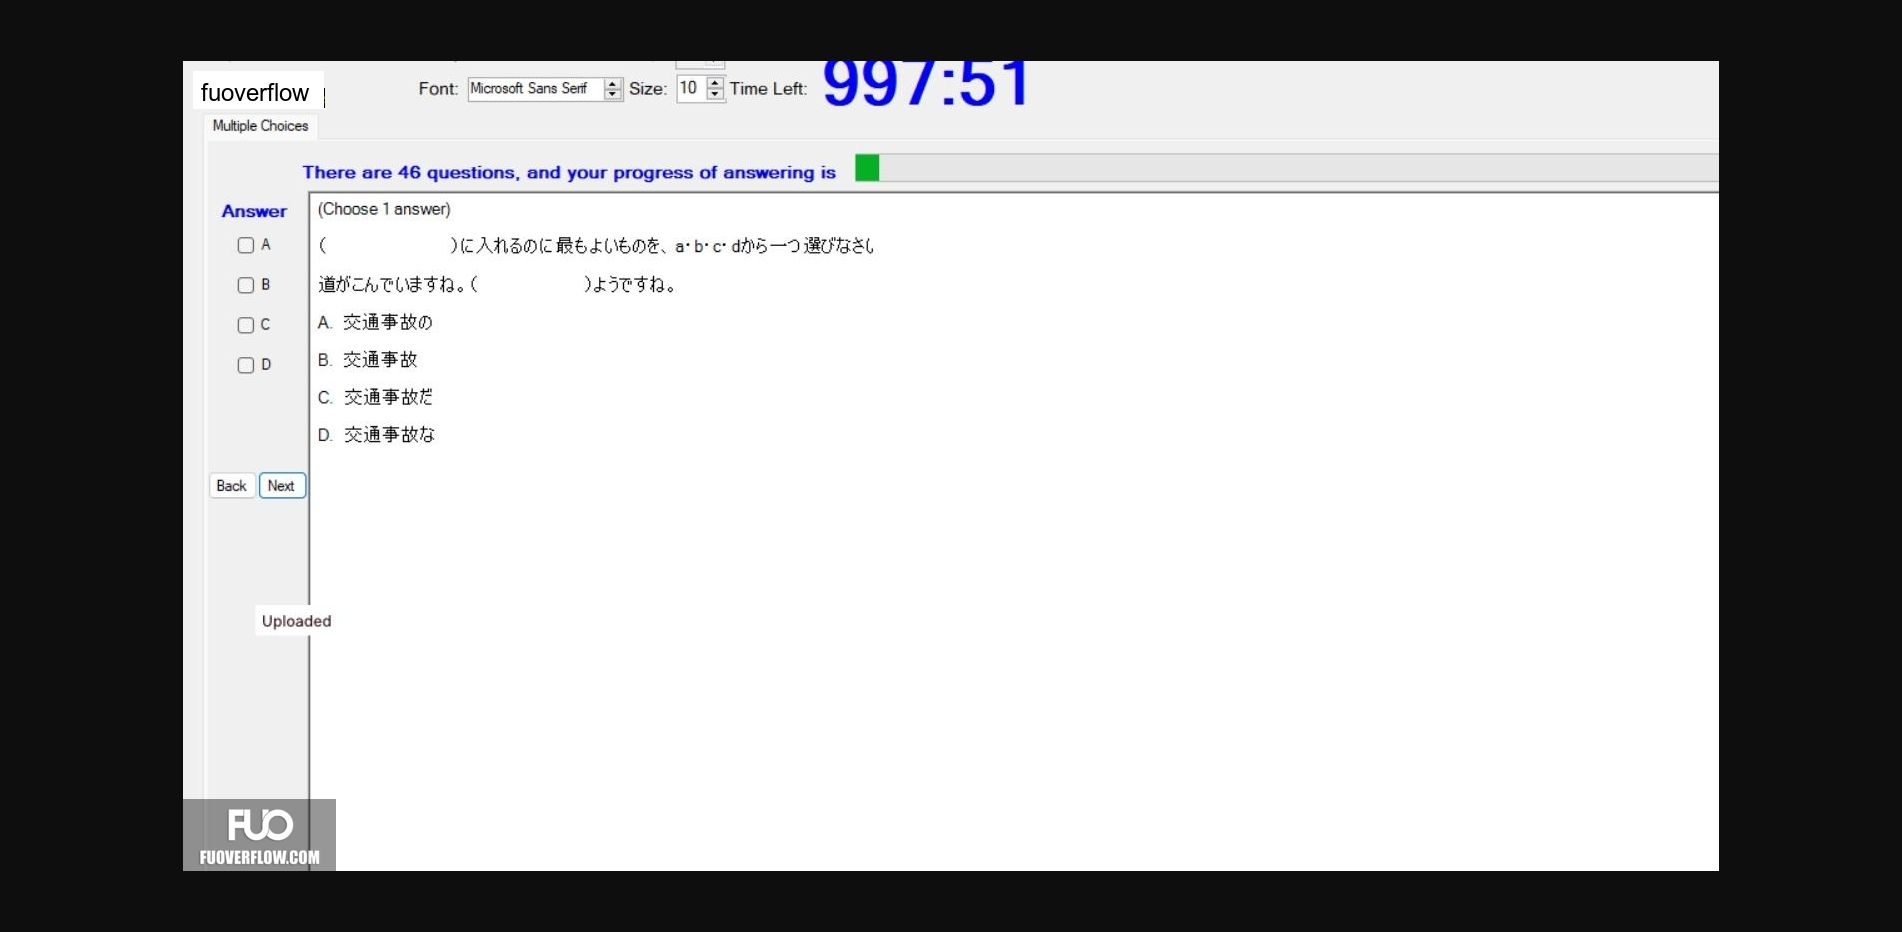 fuoverflow
Font: Microsoft Sans Serif Size: 10 Time Left: 997:51
Multiple Choices
There are 46 questions, and your progress of answering is
Answer
(Choose 1 answer)
A
( )に入れるのに最もよいものを、a・b・c・dから一つ選びなさい
B
道がこんでいますね。( )ようですね。
C
A. 交通事故の
D
B. 交通事故
C. 交通事故だ
D. 交通事故な
Back Next
Uploaded
FUO
FUOVERFLOW.COM